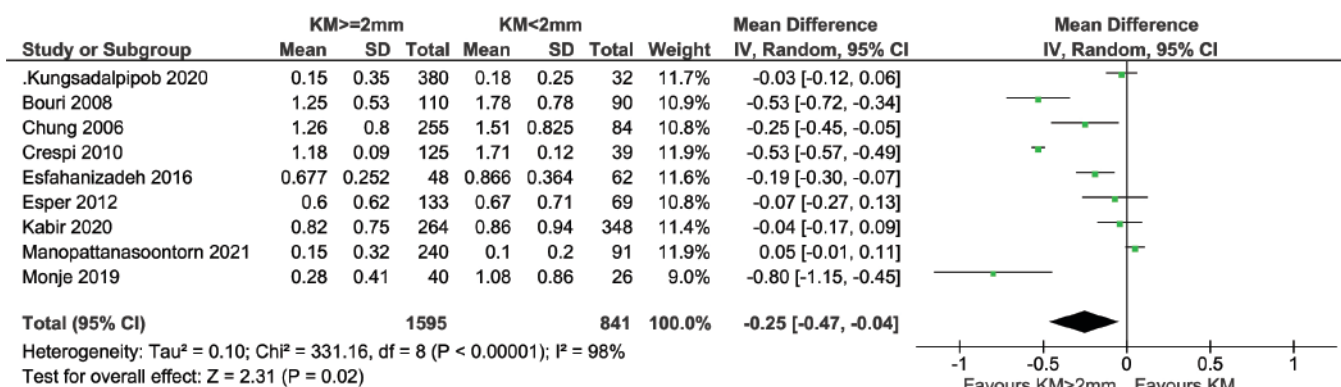 KM>=2mm KM<2mm Mean Difference Mean Difference
Study or Subgroup Mean SD Total Mean SD Total Weight IV, Random, 95% CI IV, Random, 95% CI
.Kungsadalpipob 2020 0.15 0.35 380 0.18 0.25 32 11.7% -0.03 [-0.12, 0.06]
Bouri 2008 1.25 0.53 110 1.78 0.78 90 10.9% -0.53 [-0.72, -0.34]
Chung 2006 1.26 0.8 255 1.51 0.825 84 10.8% -0.25 [-0.45, -0.05]
Crespi 2010 1.18 0.09 125 1.71 0.12 39 11.9% -0.53 [-0.57, -0.49]
Esfahanizadeh 2016 0.677 0.252 48 0.866 0.364 62 11.6% -0.19 [-0.30, -0.07]
Esper 2012 0.6 0.62 133 0.67 0.71 69 10.8% -0.07 [-0.27, 0.13]
Kabir 2020 0.82 0.75 264 0.86 0.94 348 11.4% -0.04 [-0.17, 0.09]
Manopattanasoontorn 2021 0.15 0.32 240 0.1 0.2 91 11.9% 0.05 [-0.01, 0.11]
Monje 2019 0.28 0.41 40 1.08 0.86 26 9.0% -0.80 [-1.15, -0.45]
Total (95% CI) 1595 841 100.0% -0.25 [-0.47, -0.04]
Heterogeneity: Tau² = 0.10; Chi² = 331.16, df = 8 (P < 0.00001); I² = 98%
Test for overall effect: Z = 2.31 (P = 0.02)
-1 -0.5 0 0.5 1
Favours KM>2mm Favours KM